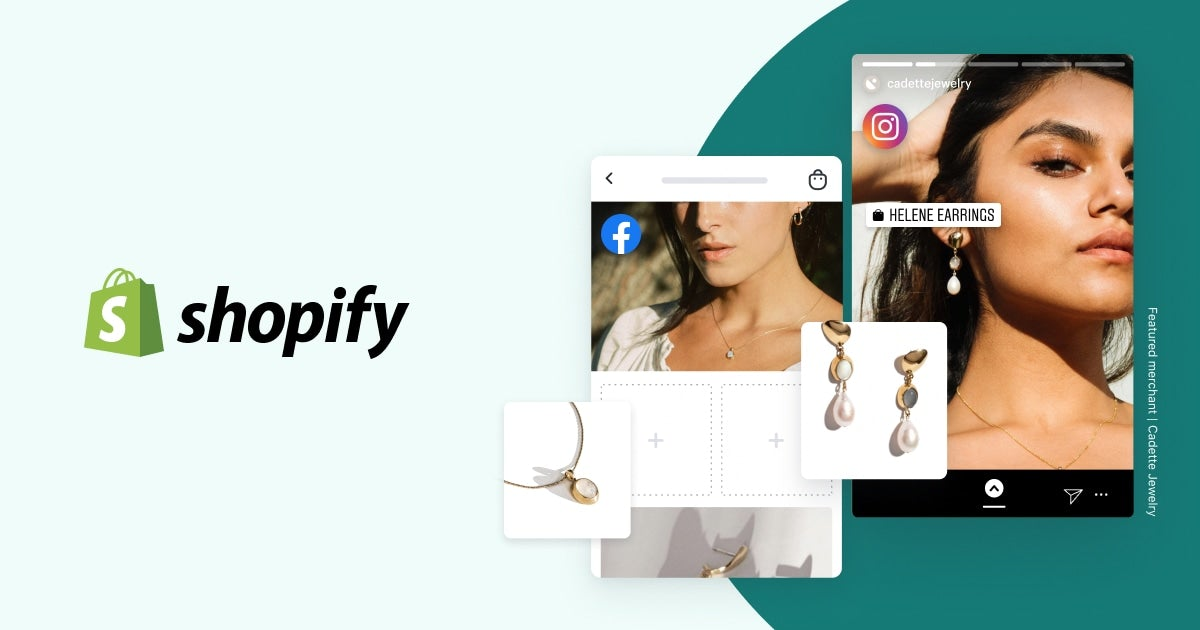 shopify
cadettejewelry
HELENE EARRINGS
Featured merchant | Cadette Jewelry